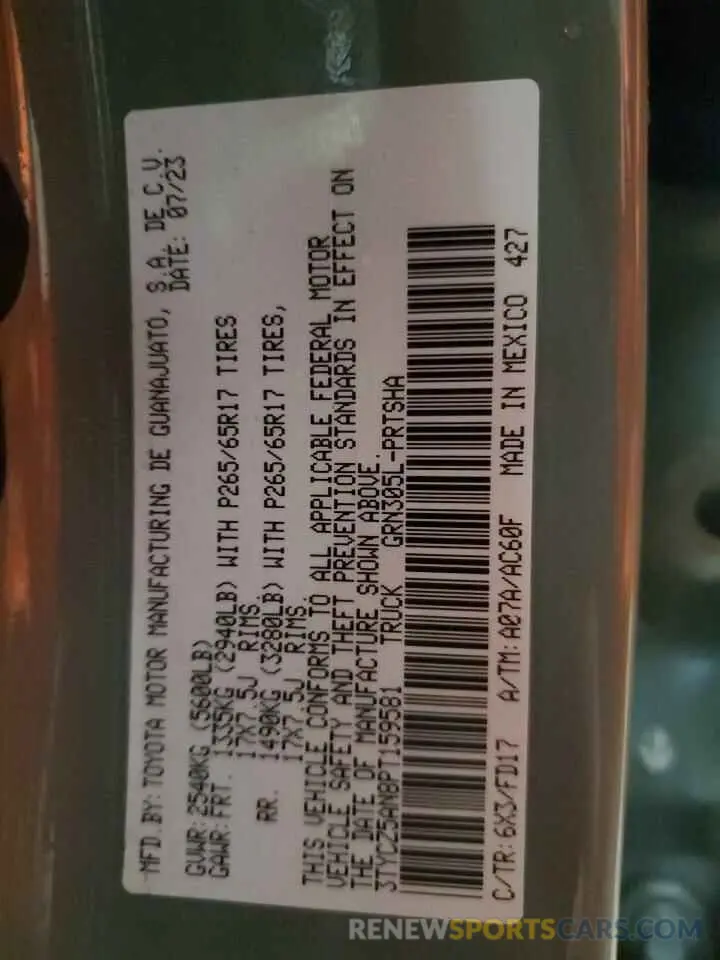 MFD.BY:TOYOTA MOTOR MANUFACTURING DE GUANAJUATO, S.A. DE C.V.
DATE: 07/23
GVWR:2540KG (5600LB)
GAWR:FRT. 1335KG (2940LB) WITH P265/65R17 TIRES
17X7.5J RIMS.
RR. 1490KG (3280LB) WITH P265/65R17 TIRES,
17X7.5J RIMS.
THIS VEHICLE CONFORMS TO ALL APPLICABLE FEDERAL MOTOR
VEHICLE SAFETY AND THEFT PREVENTION STANDARDS IN EFFECT ON
THE DATE OF MANUFACTURE SHOWN ABOVE.
3TYCZ5AN8PT159581 TRUCK GRN305L-PRTSHA
C/TR:6X3/FD17 A/TM:A07A/AC60F MADE IN MEXICO 427
RENEWSPORTSCARS.COM